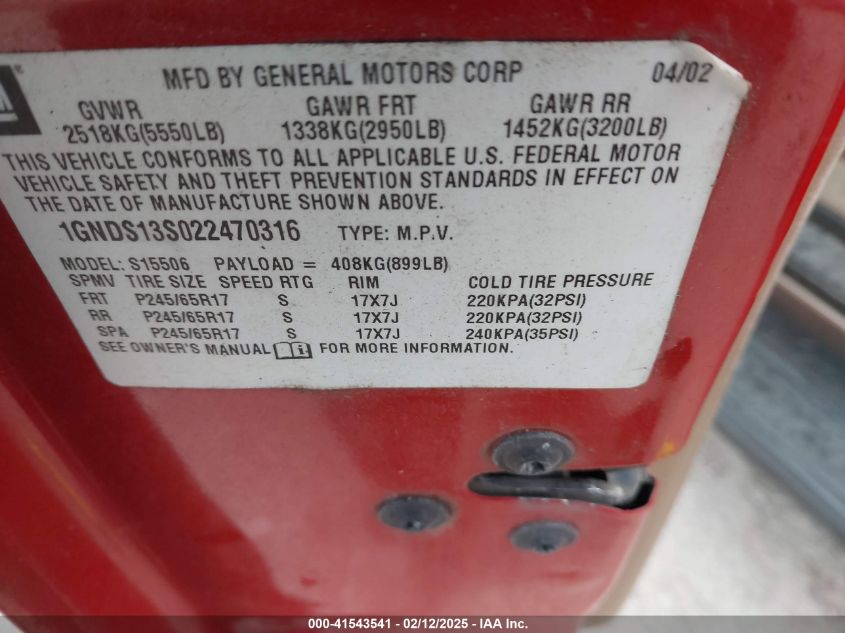 MFD BY GENERAL MOTORS CORP 04/02
GVWR GAWR FRT GAWR RR
2518KG(5550LB) 1338KG(2950LB) 1452KG(3200LB)
THIS VEHICLE CONFORMS TO ALL APPLICABLE U.S. FEDERAL MOTOR
VEHICLE SAFETY AND THEFT PREVENTION STANDARDS IN EFFECT ON
THE DATE OF MANUFACTURE SHOWN ABOVE.
1GNDS13S022470316 TYPE: M.P.V.
MODEL: S15506 PAYLOAD = 408KG(899LB)
SPMV TIRE SIZE SPEED RTG RIM COLD TIRE PRESSURE
FRT P245/65R17 S 17X7J 220KPA(32PSI)
RR P245/65R17 S 17X7J 220KPA(32PSI)
SPA P245/65R17 S 17X7J 240KPA(35PSI)
SEE OWNER'S MANUAL i FOR MORE INFORMATION.
000-41543541 - 02/12/2025 - IAA Inc.